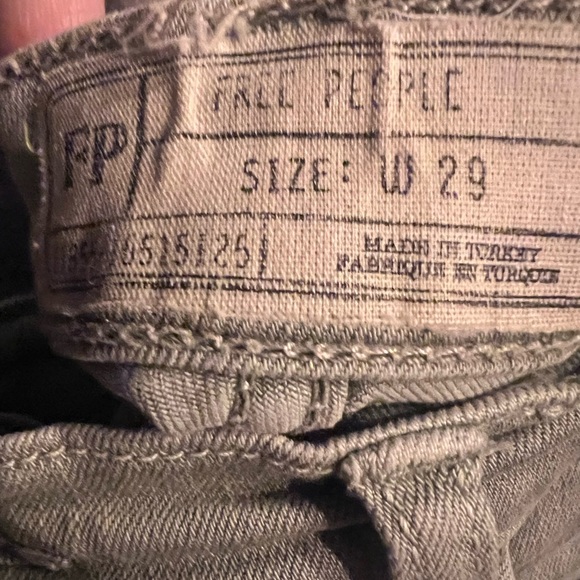 FREE PEOPLE
FP
SIZE: W 29
MADE IN TURKEY
FABRIQUE EN TURQUIE